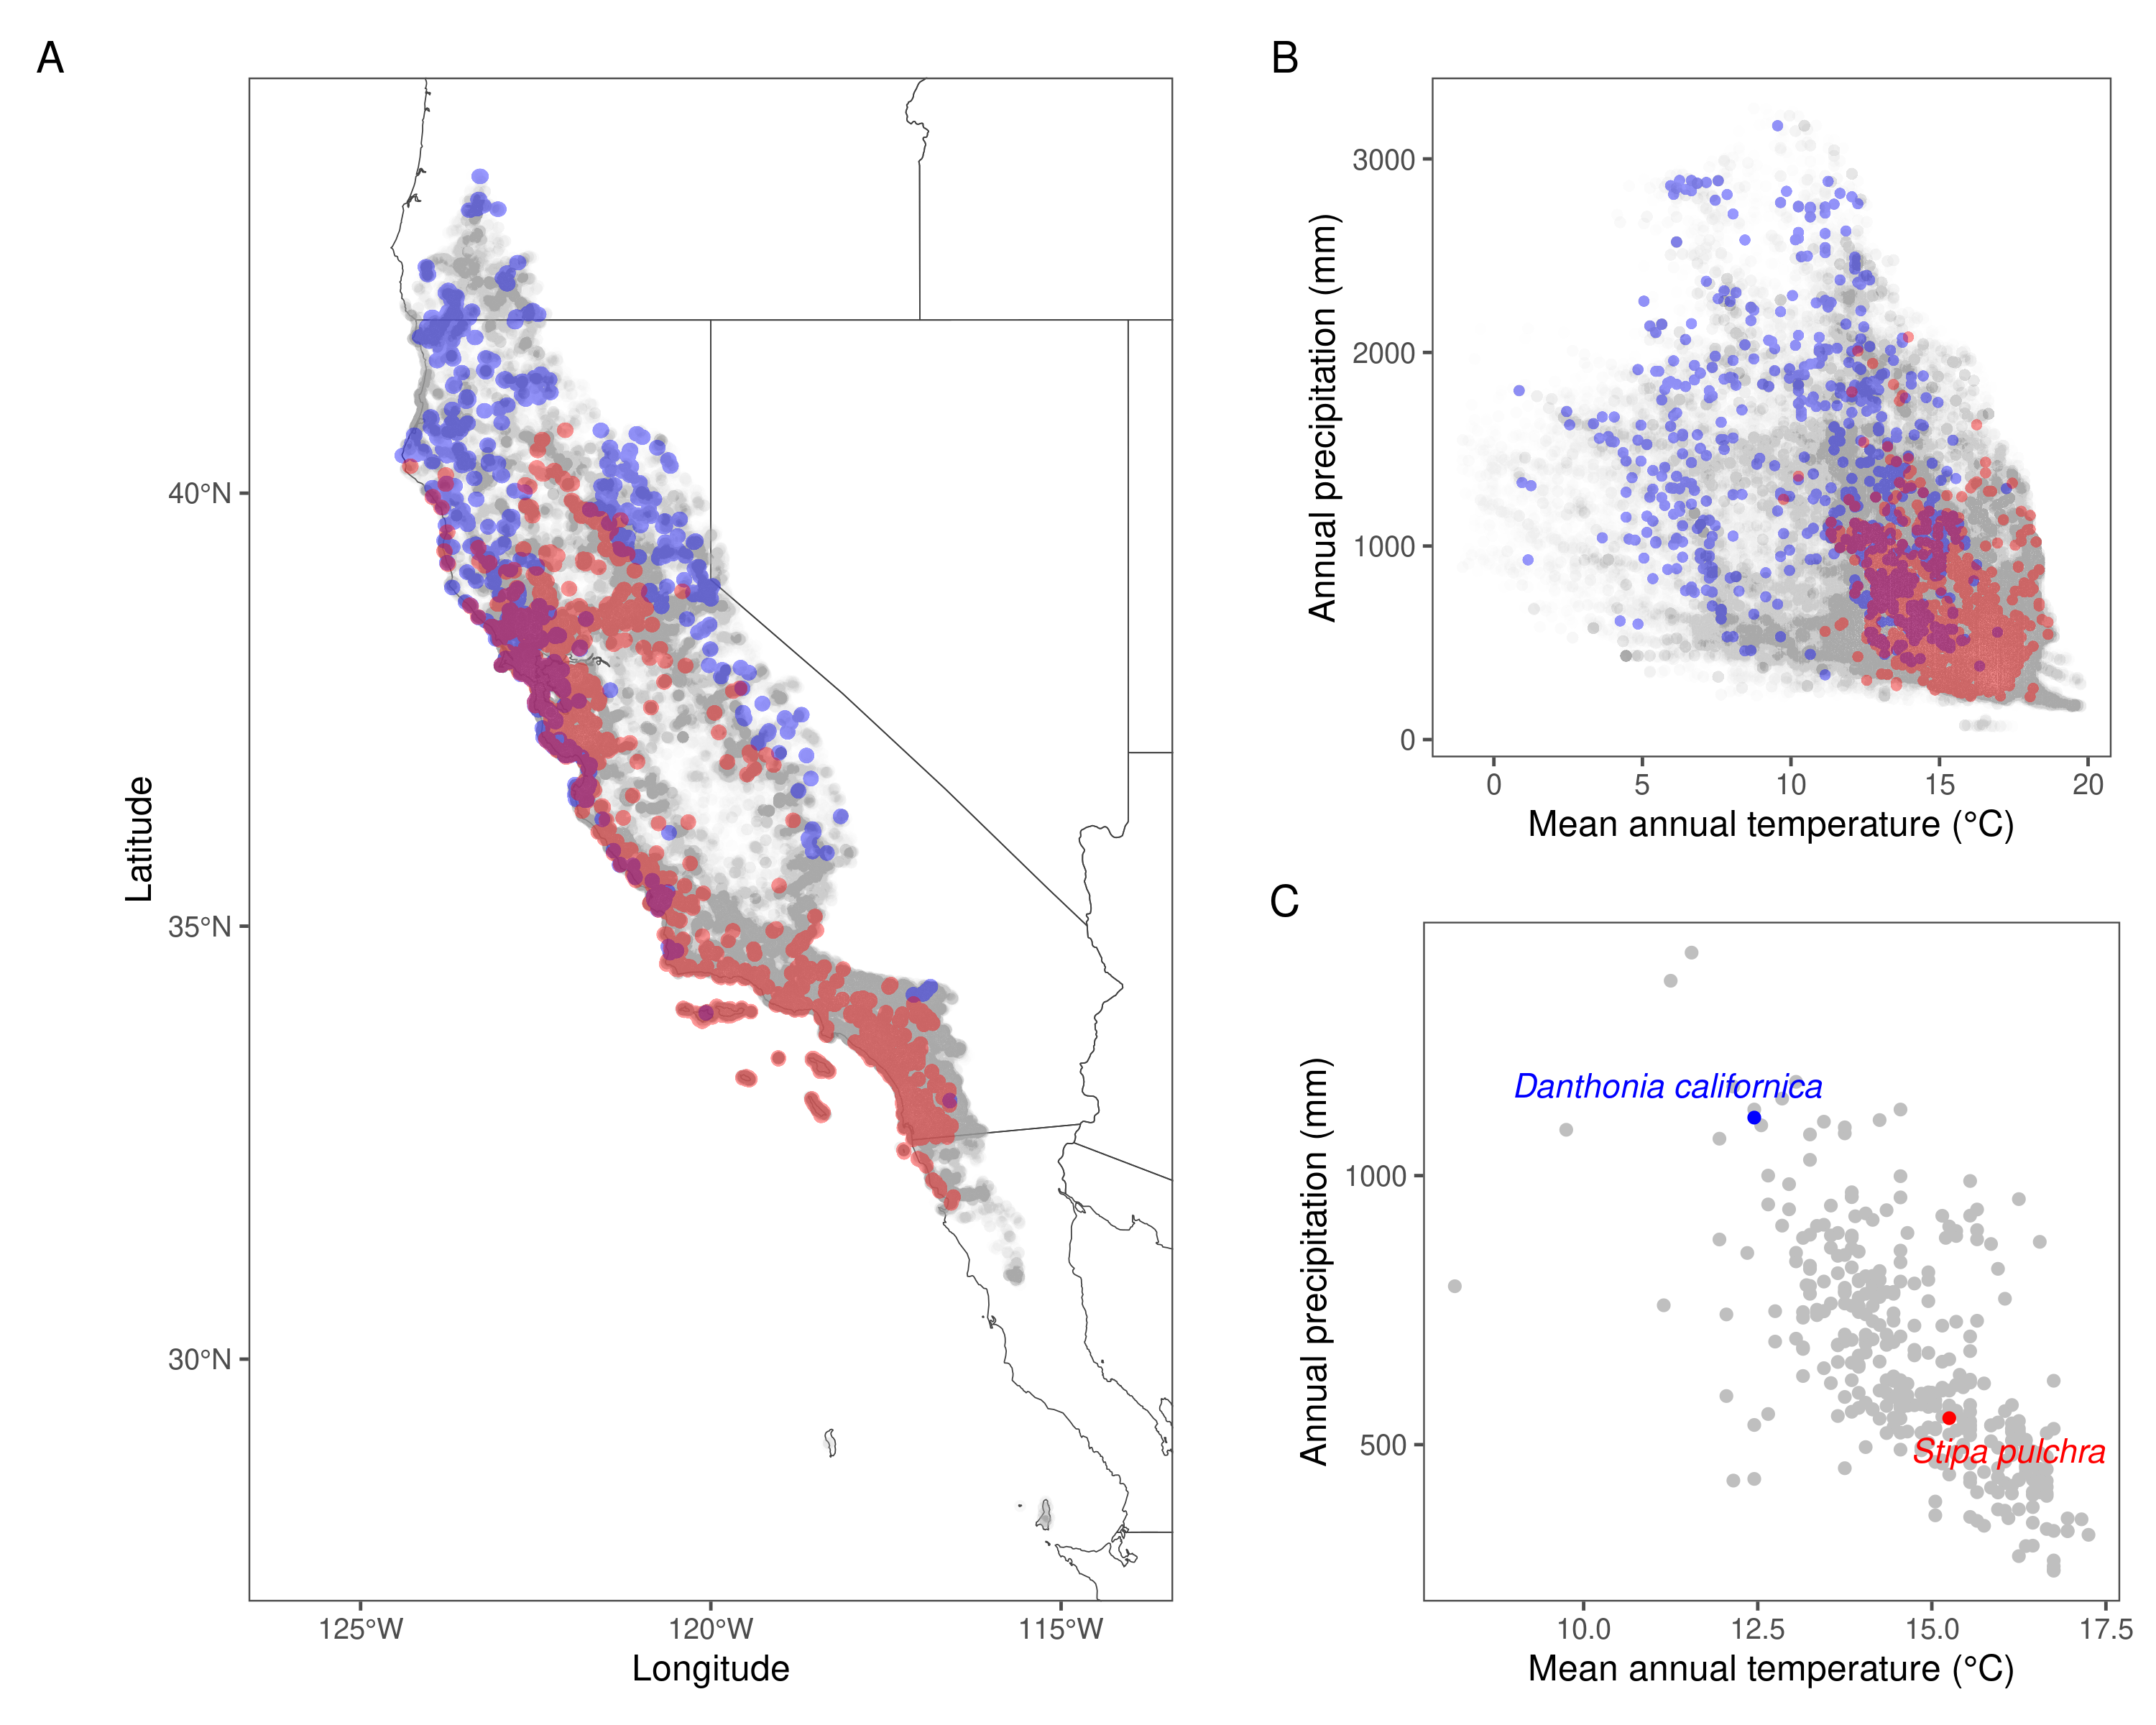 A
40°N
35°N
30°N
Latitude
125°W
120°W
115°W
Longitude
B
3000
2000
1000
0
Annual precipitation (mm)
0
5
10
15
20
Mean annual temperature (°C)
C
Danthonia californica
Stipa pulchra
1000
500
Annual precipitation (mm)
10.0
12.5
15.0
17.5
Mean annual temperature (°C)